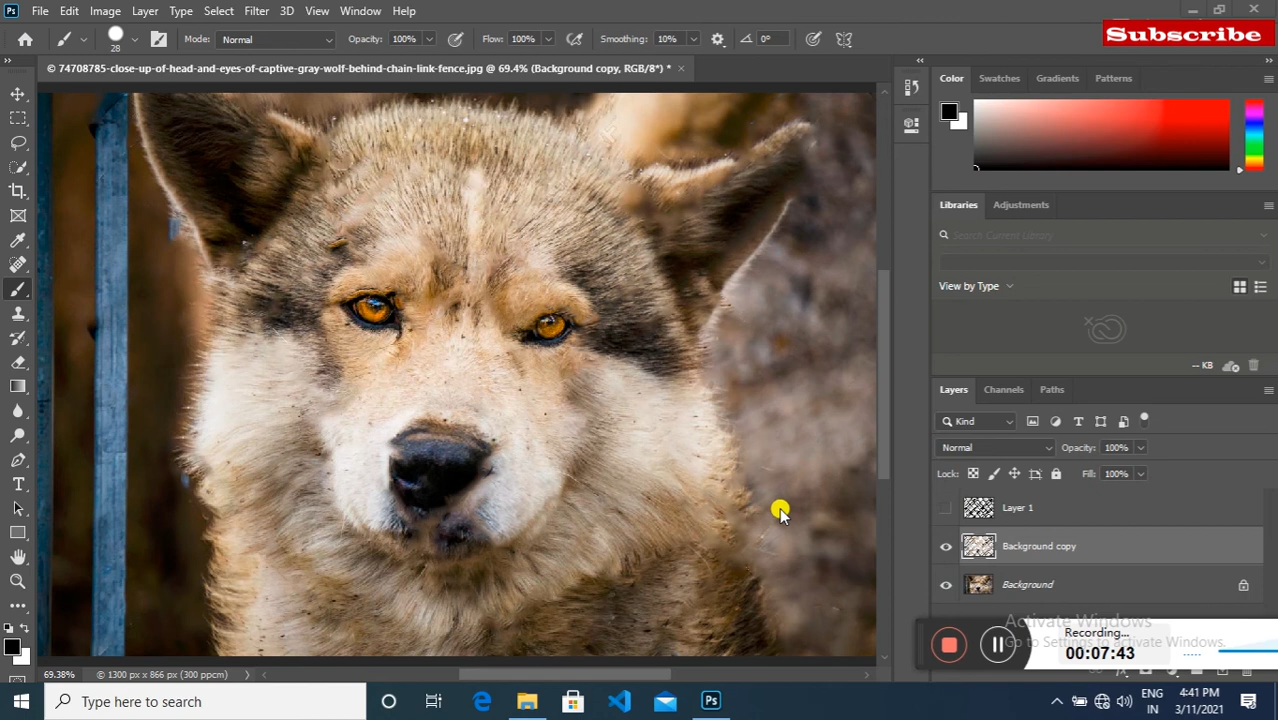 Ps File Edit Image Layer Type Select Filter 3D View Window Help
28 Mode: Normal Opacity: 100% Flow: 100% Smoothing: 10% 0°
Subscribe
© 74708785-close-up-of-head-and-eyes-of-captive-gray-wolf-behind-chain-link-fence.jpg @ 69.4% (Background copy, RGB/8*) * ×
Color Swatches Gradients Patterns
Libraries Adjustments
Search Current Library
View by Type
-- KB
Layers Channels Paths
Kind
Normal Opacity: 100%
Lock: Fill: 100%
Layer 1
Background copy
Background
Activate Windows
Go to Settings to activate Windows.
Recording...
00:07:43
69.38% © 1300 px x 866 px (300 ppcm)
Type here to search
Ps
ENG
IN
4:41 PM
3/11/2021